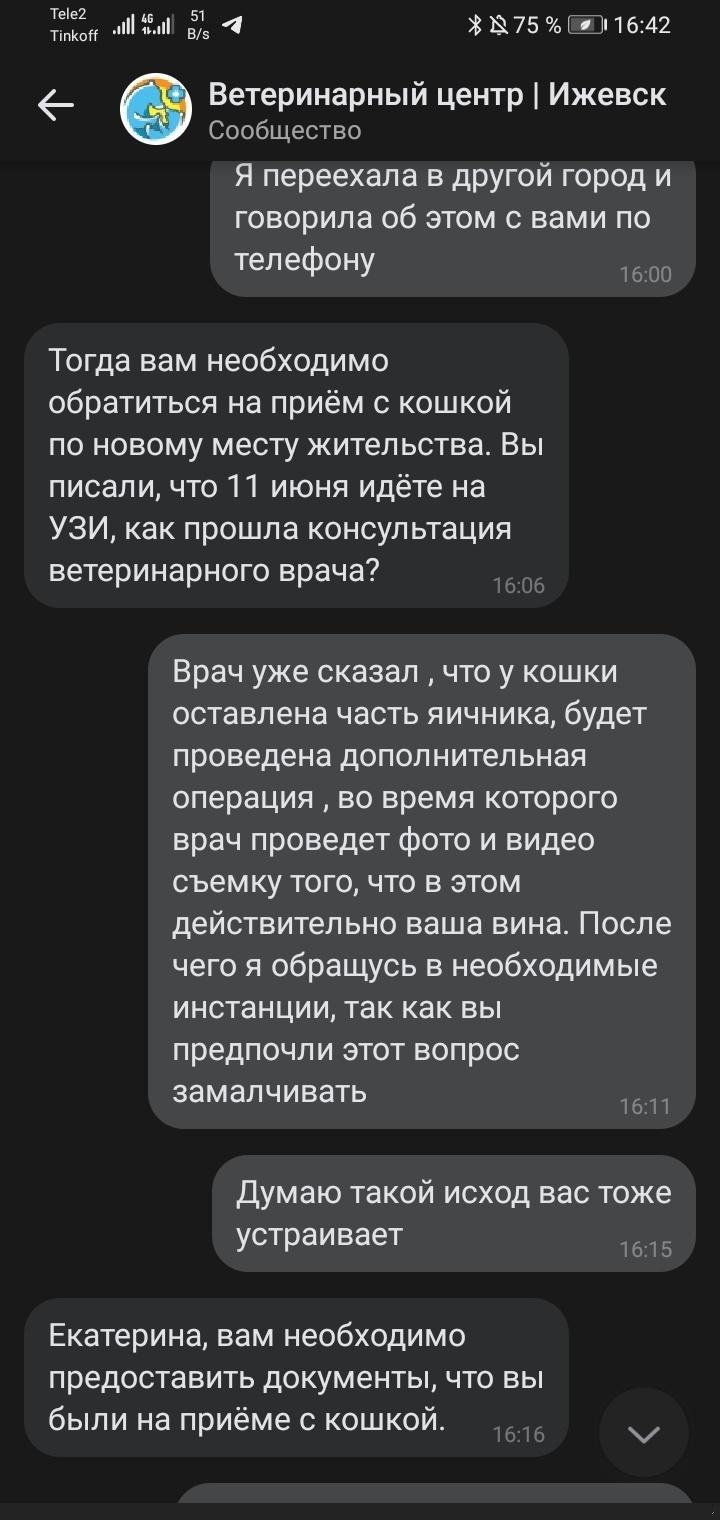 Tele2
Tinkoff
4G
51
B/s
75 %
16:42
Ветеринарный центр | Ижевск
Сообщество
Я переехала в другой город и
говорила об этом с вами по
телефону
16:00
Тогда вам необходимо
обратиться на приём с кошкой
по новому месту жительства. Вы
писали, что 11 июня идёте на
УЗИ, как прошла консультация
ветеринарного врача?
16:06
Врач уже сказал , что у кошки
оставлена часть яичника, будет
проведена дополнительная
операция , во время которого
врач проведет фото и видео
съемку того, что в этом
действительно ваша вина. После
чего я обращусь в необходимые
инстанции, так как вы
предпочли этот вопрос
замалчивать
16:11
Думаю такой исход вас тоже
устраивает
16:15
Екатерина, вам необходимо
предоставить документы, что вы
были на приёме с кошкой.
16:16